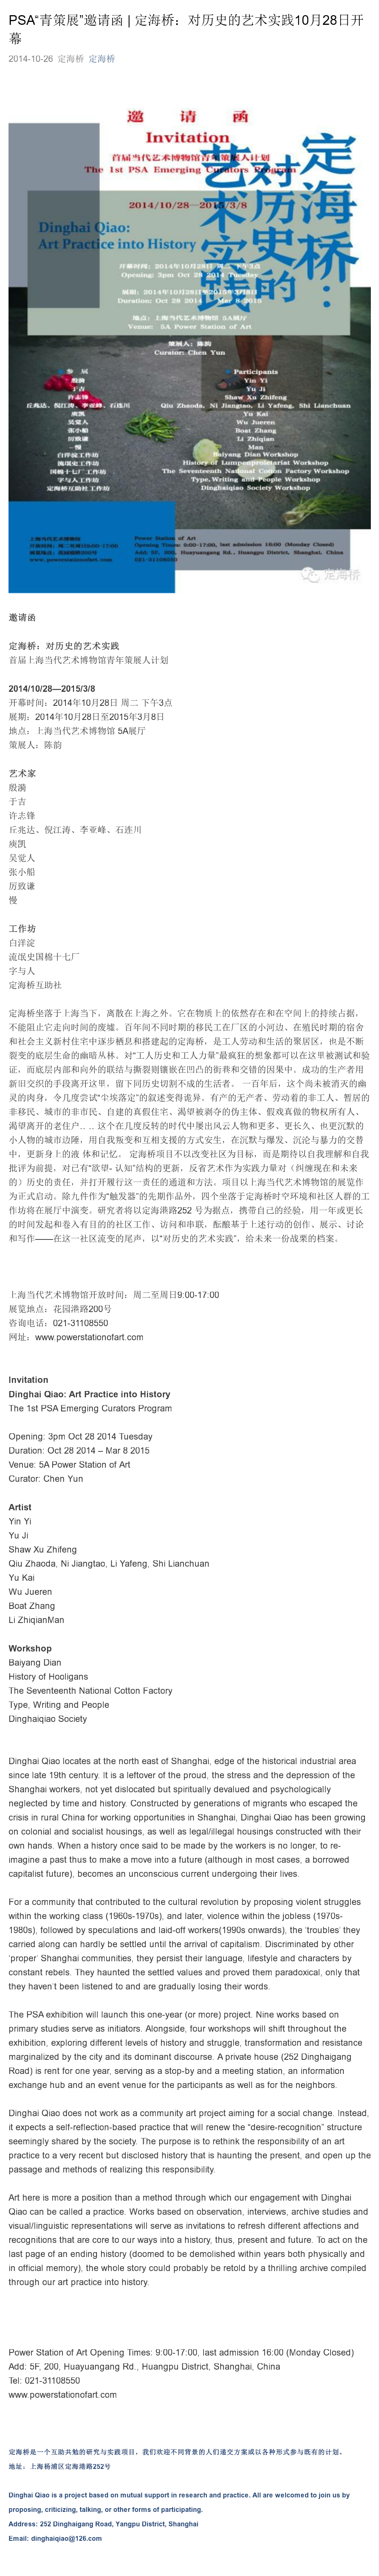 PSA“青策展”邀请函 | 定海桥：对历史的艺术实践10月28日开
幕
2014-10-26 定海桥 定海桥
邀 请 函
Invitation
首届当代艺术博物馆青年策展人计划
The 1st PSA Emerging Curators Program
定海桥：对历史的艺术实践
2014/10/28—2015/3/8
Dinghai Qiao:
Art Practice into History
开幕时间：2014年10月28日 周二 下午3点
Opening: 3pm Oct 28 2014 Tuesday
展期：2014年10月28日至2015年3月8日
Duration: Oct 28 2014 – Mar 8 2015
地点：上海当代艺术博物馆 5A展厅
Venue: 5A Power Station of Art
策展人：陈韵
Curator: Chen Yun
参 展
殷漪
于吉
许志锋
丘兆达、倪江涛、李亚峰、石连川
庾凯
吴觉人
张小船
厉致谦
慢
白洋淀工作坊
流氓史工作坊
国棉十七厂工作坊
字与人工作坊
定海桥互助社工作坊
Participants
Yin Yi
Yu Ji
Shaw Xu Zhifeng
Qiu Zhaoda, Ni Jiangtao, Li Yafeng, Shi Lianchuan
Yu Kai
Wu Jueren
Boat Zhang
Li Zhiqian
Man
Baiyang Dian Workshop
History of Lumpenproletariat Workshop
The Seventeenth National Cotton Factory Workshop
Type, Writing and People Workshop
Dinghaiqiao Society Workshop
上海当代艺术博物馆
www.powerstationofart.com
Power Station of Art
Opening Times: 9:00-17:00, last admission 16:00 (Monday Closed)
Add: 5F, 200, Huayuangang Rd., Huangpu District, Shanghai, China
021-31108550
定海桥
邀请函
定海桥：对历史的艺术实践
首届上海当代艺术博物馆青年策展人计划
2014/10/28—2015/3/8
开幕时间：2014年10月28日 周二 下午3点
展期：2014年10月28日至2015年3月8日
地点：上海当代艺术博物馆 5A展厅
策展人：陈韵
艺术家
殷漪
于吉
许志锋
丘兆达、倪江涛、李亚峰、石连川
庾凯
吴觉人
张小船
厉致谦
慢
工作坊
白洋淀
流氓史国棉十七厂
字与人
定海桥互助社
定海桥坐落于上海当下，离散在上海之外。它在物质上的依然存在和在空间上的持续占据，
不能阻止它走向时间的废墟。百年间不同时期的移民工在厂区的小河边、在殖民时期的宿舍
和社会主义新村住宅中逐步栖息和搭建起的定海桥，是工人劳动和生活的聚居区，也是不断
裂变的底层生命的幽暗丛林。对“工人历史和工人力量”最疯狂的想象都可以在这里被测试和验
证，而底层内部和向外的联结与撕裂则镶嵌在凹凸的街巷和交错的因果中。成功的生产者用
新旧交织的手段离开这里，留下同历史切割不成的生活者。 一百年后，这个尚未被消灭的幽
灵的肉身，令几度尝试“尘埃落定”的叙述变得诡异。有产的无产者、劳动着的非工人、暂居的
非移民、城市的非市民、自建的真假住宅、渴望被剥夺的伪主体、假戏真做的物权所有人、
渴望离开的老住户.. .. 这个在几度反转的时代中屡出风云人物和更多、更长久、也更沉默的
小人物的城市边陲，用自我叛变和互相支援的方式安生，在沉默与爆发、沉论与暴力的交替
中，更新身上的液 体和记忆。 定海桥项目不以改变社区为目标，而是期待以自我理解和自我
批评为前提，对已有“欲望- 认知”结构的更新，反省艺术作为实践力量对（纠缠现在和未来
的）历史的责任，并打开履行这一责任的通道和方法。项目以上海当代艺术博物馆的展览作
为正式启动。除九件作为“触发器”的先期作品外，四个坐落于定海桥时空环境和社区人群的工
作坊将在展厅中演变。研究者将以定海港路252 号为据点，携带自己的经验，用一年或更长
的时间发起和卷入有目的的社区工作、访问和串联，酝酿基于上述行动的创作、展示、讨论
和写作——在这一社区流变的尾声，以“对历史的艺术实践”，给未来一份战栗的档案。
上海当代艺术博物馆开放时间：周二至周日9:00-17:00
展览地点：花园港路200号
咨询电话：021-31108550
网址：www.powerstationofart.com
Invitation
Dinghai Qiao: Art Practice into History
The 1st PSA Emerging Curators Program
Opening: 3pm Oct 28 2014 Tuesday
Duration: Oct 28 2014 – Mar 8 2015
Venue: 5A Power Station of Art
Curator: Chen Yun
Artist
Yin Yi
Yu Ji
Shaw Xu Zhifeng
Qiu Zhaoda, Ni Jiangtao, Li Yafeng, Shi Lianchuan
Yu Kai
Wu Jueren
Boat Zhang
Li ZhiqianMan
Workshop
Baiyang Dian
History of Hooligans
The Seventeenth National Cotton Factory
Type, Writing and People
Dinghaiqiao Society
Dinghai Qiao locates at the north east of Shanghai, edge of the historical industrial area
since late 19th century. It is a leftover of the proud, the stress and the depression of the
Shanghai workers, not yet dislocated but spiritually devalued and psychologically
neglected by time and history. Constructed by generations of migrants who escaped the
crisis in rural China for working opportunities in Shanghai, Dinghai Qiao has been growing
on colonial and socialist housings, as well as legal/illegal housings constructed with their
own hands. When a history once said to be made by the workers is no longer, to re-
imagine a past thus to make a move into a future (although in most cases, a borrowed
capitalist future), becomes an unconscious current undergoing their lives.
For a community that contributed to the cultural revolution by proposing violent struggles
within the working class (1960s-1970s), and later, violence within the jobless (1970s-
1980s), followed by speculations and laid-off workers(1990s onwards), the ‘troubles’ they
carried along can hardly be settled until the arrival of capitalism. Discriminated by other
‘proper’ Shanghai communities, they persist their language, lifestyle and characters by
constant rebels. They haunted the settled values and proved them paradoxical, only that
they haven’t been listened to and are gradually losing their words.
The PSA exhibition will launch this one-year (or more) project. Nine works based on
primary studies serve as initiators. Alongside, four workshops will shift throughout the
exhibition, exploring different levels of history and struggle, transformation and resistance
marginalized by the city and its dominant discourse. A private house (252 Dinghaigang
Road) is rent for one year, serving as a stop-by and a meeting station, an information
exchange hub and an event venue for the participants as well as for the neighbors.
Dinghai Qiao does not work as a community art project aiming for a social change. Instead,
it expects a self-reflection-based practice that will renew the “desire-recognition” structure
seemingly shared by the society. The purpose is to rethink the responsibility of an art
practice to a very recent but disclosed history that is haunting the present, and open up the
passage and methods of realizing this responsibility.
Art here is more a position than a method through which our engagement with Dinghai
Qiao can be called a practice. Works based on observation, interviews, archive studies and
visual/linguistic representations will serve as invitations to refresh different affections and
recognitions that are core to our ways into a history, thus, present and future. To act on the
last page of an ending history (doomed to be demolished within years both physically and
in official memory), the whole story could probably be retold by a thrilling archive compiled
through our art practice into history.
Power Station of Art Opening Times: 9:00-17:00, last admission 16:00 (Monday Closed)
Add: 5F, 200, Huayuangang Rd., Huangpu District, Shanghai, China
Tel: 021-31108550
www.powerstationofart.com
定海桥是一个互助共勉的研究与实践项目，我们欢迎不同背景的人们递交方案或以各种形式参与既有的计划。
地址：上海杨浦区定海港路252号
Dinghai Qiao is a project based on mutual support in research and practice. All are welcomed to join us by
proposing, criticizing, talking, or other forms of participating.
Address: 252 Dinghaigang Road, Yangpu District, Shanghai
Email: dinghaiqiao@126.com